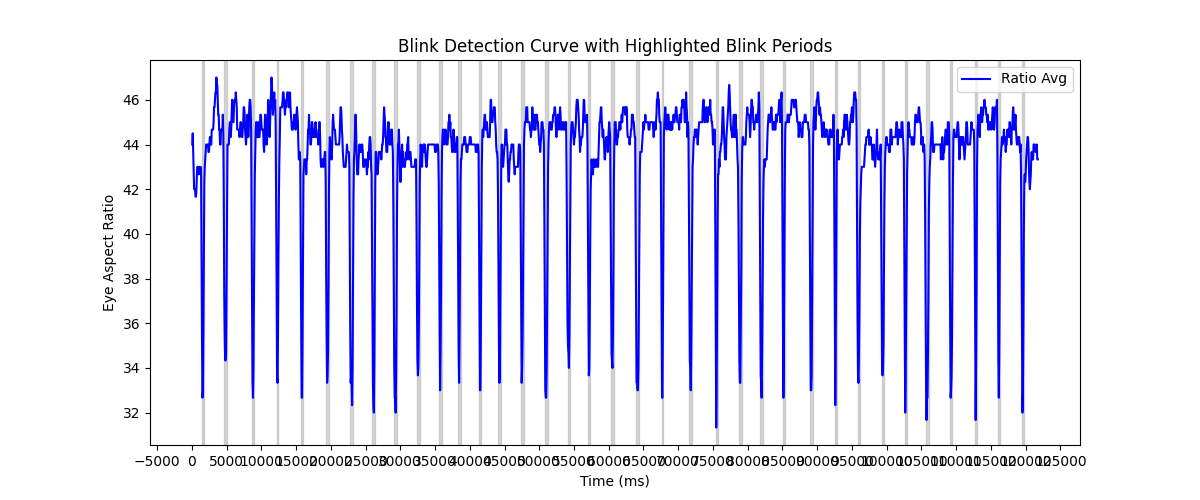 Blink Detection Curve with Highlighted Blink Periods
Ratio Avg
46
44
42
40
38
36
34
32
Eye Aspect Ratio
−5000 0 5000 10000 15000 20000 25000 30000 35000 40000 45000 50000 55000 60000 65000 70000 75000 80000 85000 90000 95000 100000 105000 110000 115000 120000 125000
Time (ms)